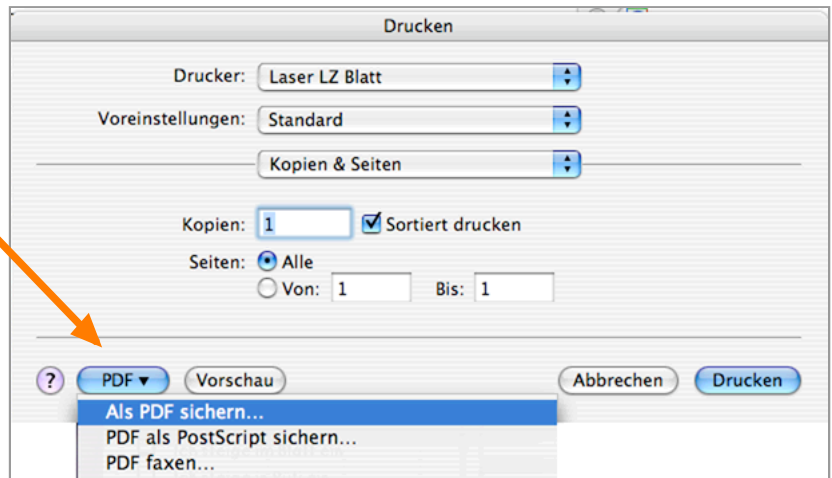 Drucken
Drucker: Laser LZ Blatt
Voreinstellungen: Standard
Kopien & Seiten
Kopien: 1 Sortiert drucken
Seiten: Alle
Von: 1 Bis: 1
? PDF ▼ Vorschau Abbrechen Drucken
Als PDF sichern...
PDF als PostScript sichern...
PDF faxen...